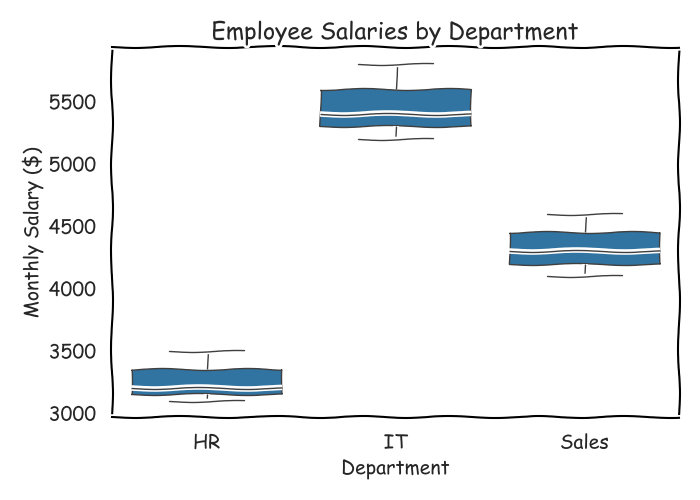 Employee Salaries by Department
Monthly Salary ($)
5500
5000
4500
4000
3500
3000
HR
IT
Sales
Department